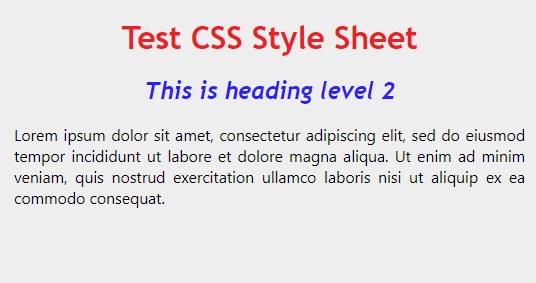 Test CSS Style Sheet
This is heading level 2
Lorem ipsum dolor sit amet, consectetur adipiscing elit, sed do eiusmod
tempor incididunt ut labore et dolore magna aliqua. Ut enim ad minim
veniam, quis nostrud exercitation ullamco laboris nisi ut aliquip ex ea
commodo consequat.